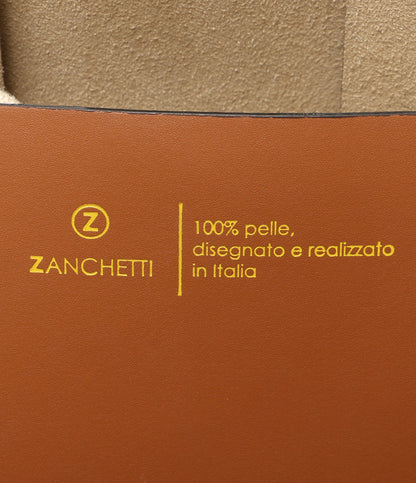 Z
ZANCHETTI
100% pelle,
disegnato e realizzato
in Italia